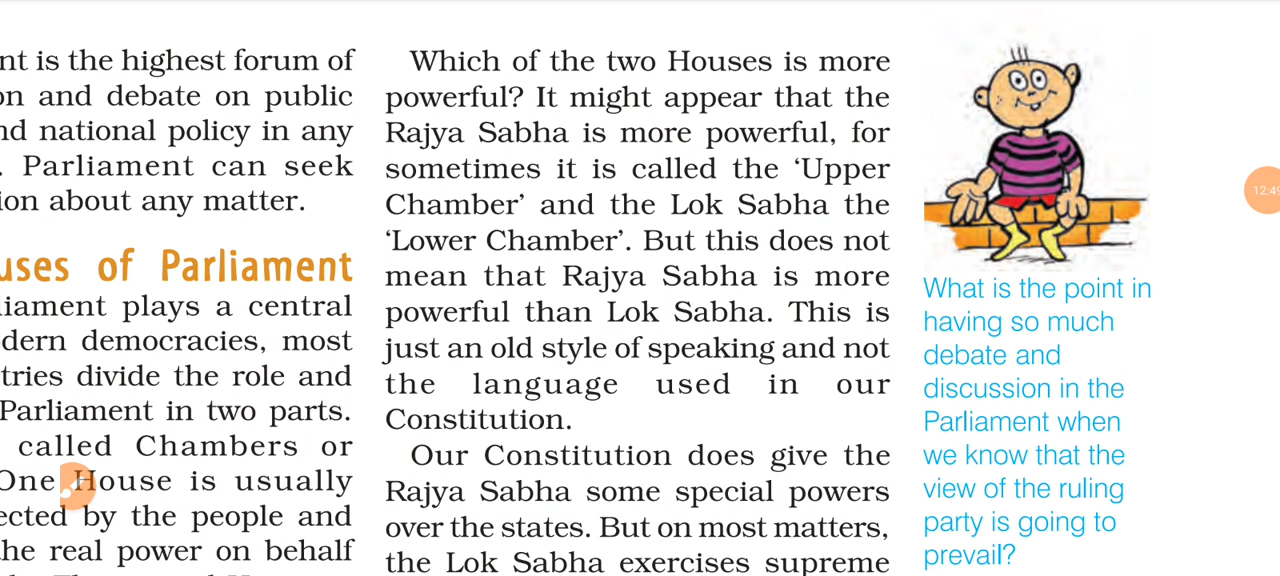 nt is the highest forum of
on and debate on public
nd national policy in any
. Parliament can seek
ion about any matter.
uses of Parliament
liament plays a central
dern democracies, most
tries divide the role and
Parliament in two parts.
called Chambers or
One House is usually
ected by the people and
he real power on behalf
Which of the two Houses is more
powerful? It might appear that the
Rajya Sabha is more powerful, for
sometimes it is called the ‘Upper
Chamber’ and the Lok Sabha the
‘Lower Chamber’. But this does not
mean that Rajya Sabha is more
powerful than Lok Sabha. This is
just an old style of speaking and not
the language used in our
Constitution.
Our Constitution does give the
Rajya Sabha some special powers
over the states. But on most matters,
the Lok Sabha exercises supreme
What is the point in
having so much
debate and
discussion in the
Parliament when
we know that the
view of the ruling
party is going to
prevail?